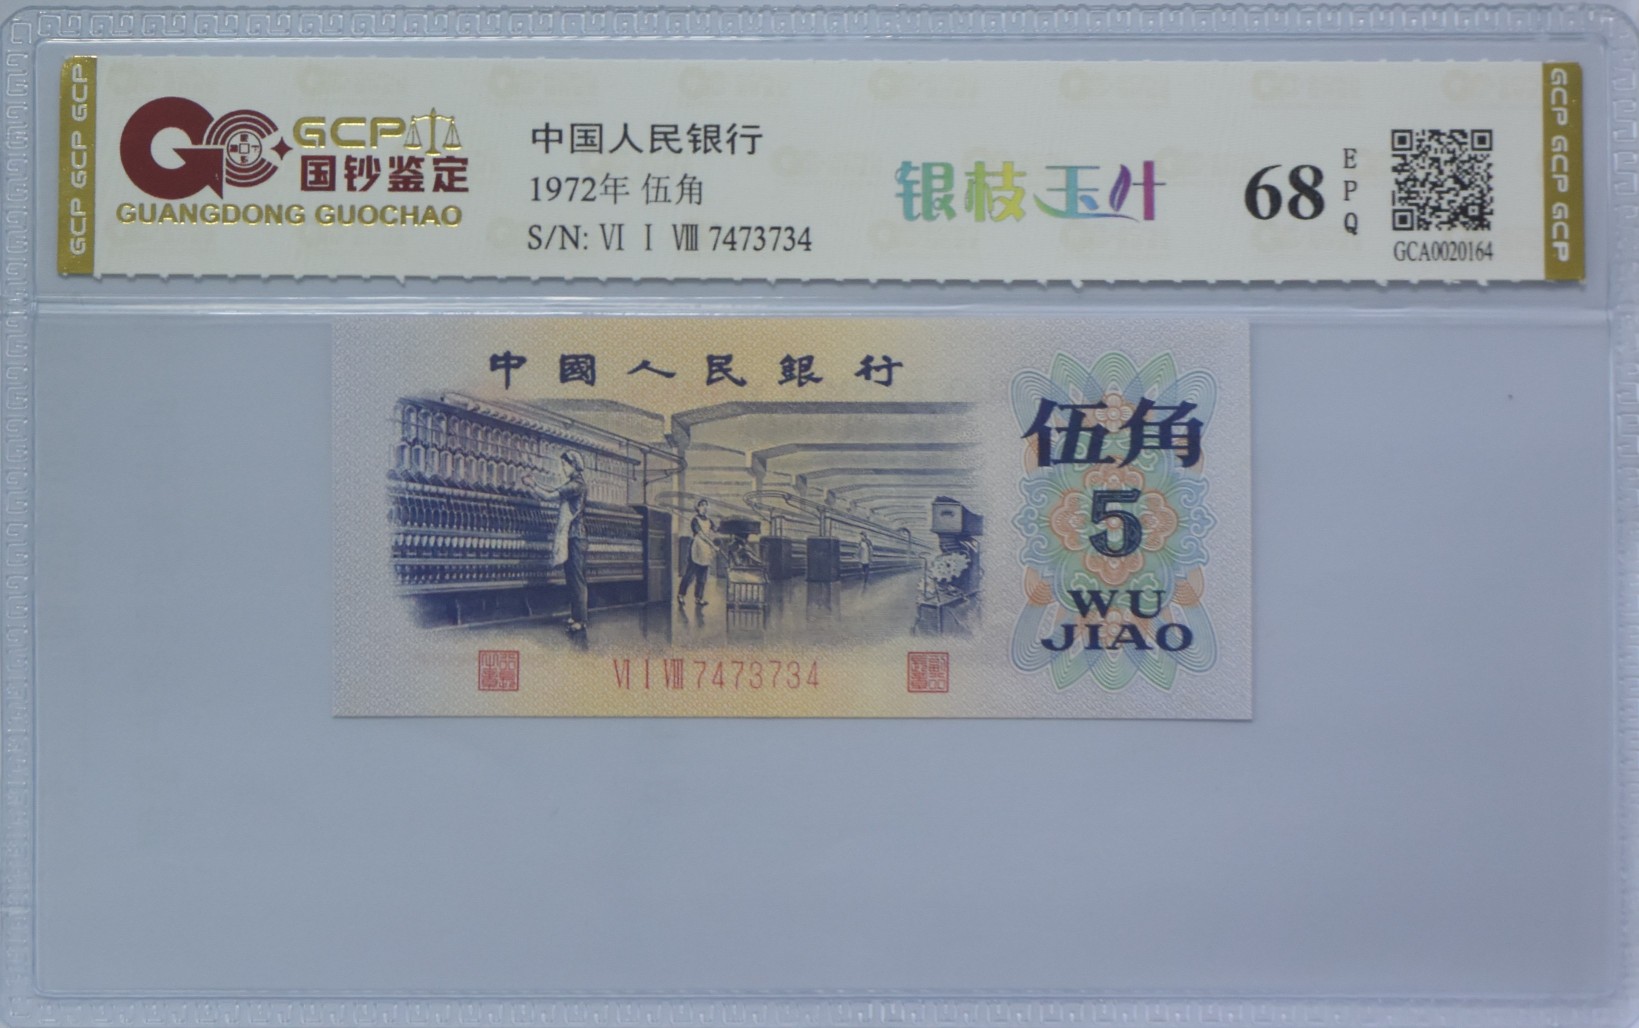 GCP GCP GCP
GCP
国钞鉴定
GUANGDONG GUOCHAO
中国人民银行
1972年 伍角
S/N: Ⅵ Ⅰ Ⅷ 7473734
银枝玉叶
68
EPQ
GCA0020164
GCP GCP GCP
中國人民銀行
伍角
5
WU
JIAO
Ⅵ Ⅰ Ⅷ 7473734